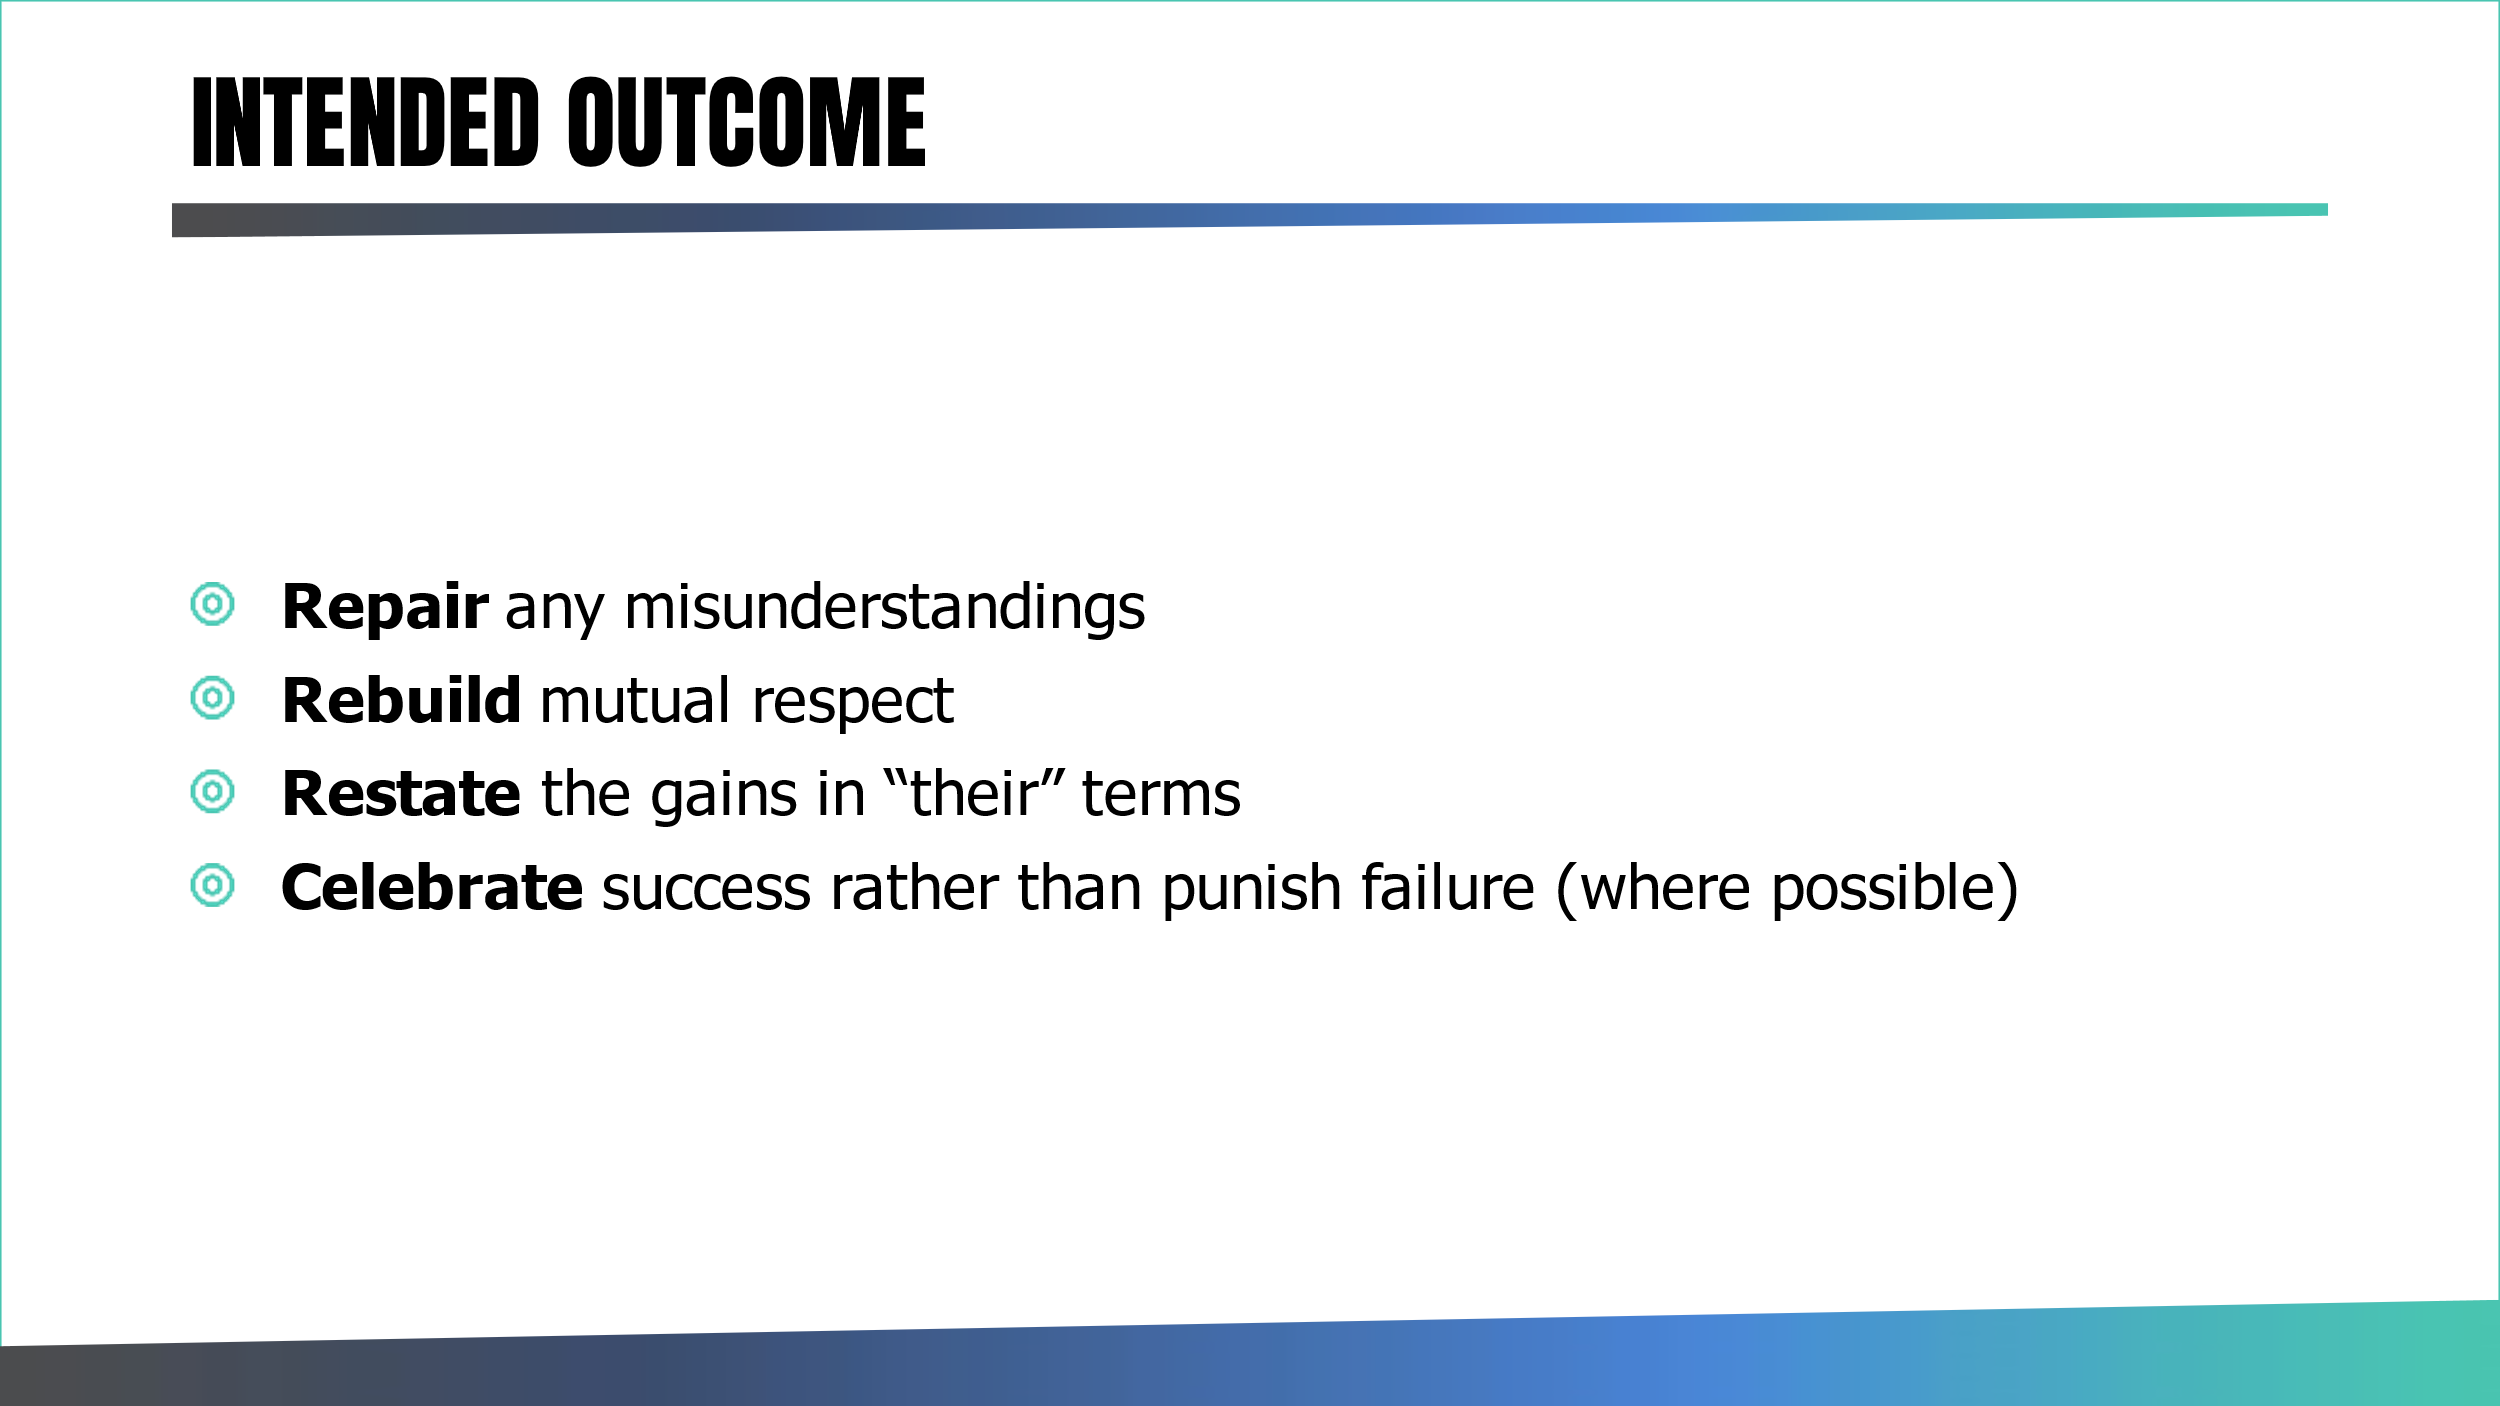 INTENDED OUTCOME
Repair any misunderstandings
Rebuild mutual respect
Restate the gains in “their” terms
Celebrate success rather than punish failure (where possible)